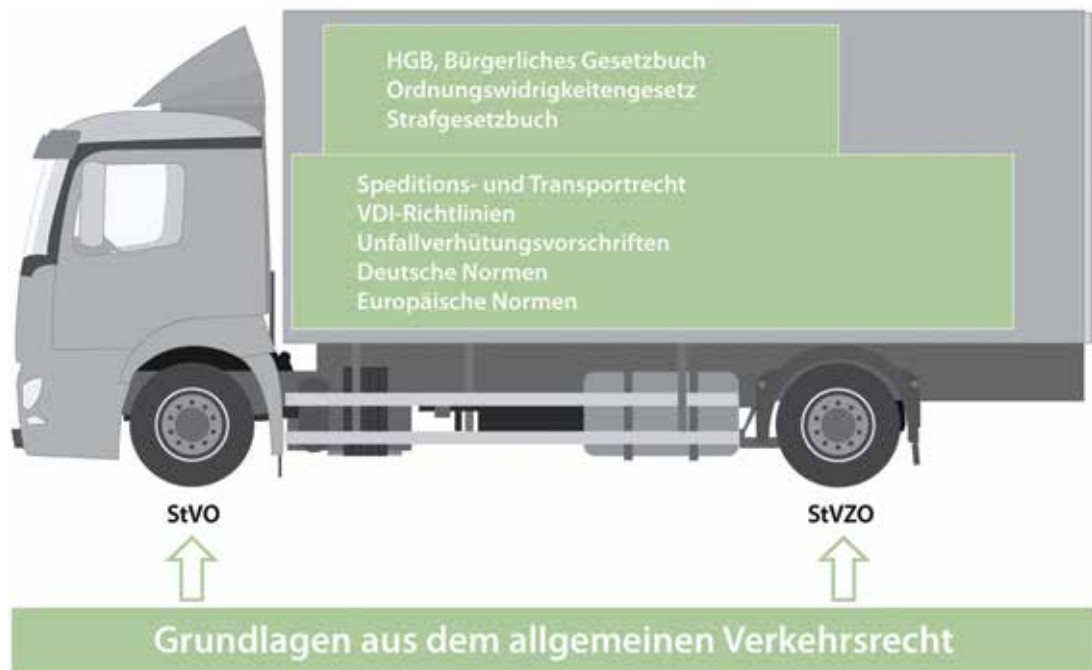 HGB, Bürgerliches Gesetzbuch
Ordnungswidrigkeitengesetz
Strafgesetzbuch
Speditions- und Transportrecht
VDI-Richtlinien
Unfallverhütungsvorschriften
Deutsche Normen
Europäische Normen
StVO
StVZO
Grundlagen aus dem allgemeinen Verkehrsrecht